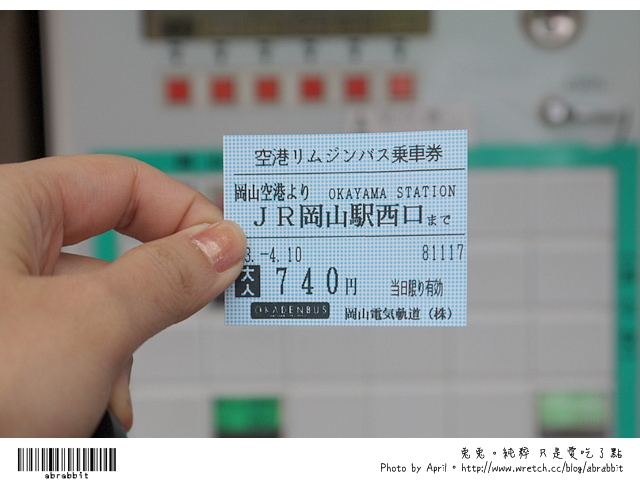 空港リムジンバス乗車券
岡山空港より OKAYAMA STATION
JR岡山駅西口まで
3.-4.10 81117
大人 740円 当日限り有効
OKADENBUS 岡山電気軌道（株）
abrabbit
兎兎。純粹 只是愛吃了點
Photo by April。http://www.wretch.cc/blog/abrabbit